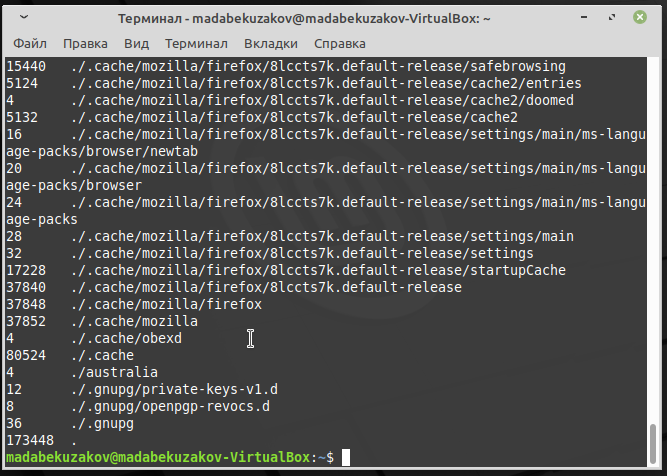 Терминал - madabekuzakov@madabekuzakov-VirtualBox: ~
Файл Правка Вид Терминал Вкладки Справка
15440 ./.cache/mozilla/firefox/8lccts7k.default-release/safebrowsing
5124 ./.cache/mozilla/firefox/8lccts7k.default-release/cache2/entries
4 ./.cache/mozilla/firefox/8lccts7k.default-release/cache2/doomed
5132 ./.cache/mozilla/firefox/8lccts7k.default-release/cache2
16 ./.cache/mozilla/firefox/8lccts7k.default-release/settings/main/ms-langu
age-packs/browser/newtab
20 ./.cache/mozilla/firefox/8lccts7k.default-release/settings/main/ms-langu
age-packs/browser
24 ./.cache/mozilla/firefox/8lccts7k.default-release/settings/main/ms-langu
age-packs
28 ./.cache/mozilla/firefox/8lccts7k.default-release/settings/main
32 ./.cache/mozilla/firefox/8lccts7k.default-release/settings
17228 ./.cache/mozilla/firefox/8lccts7k.default-release/startupCache
37840 ./.cache/mozilla/firefox/8lccts7k.default-release
37848 ./.cache/mozilla/firefox
37852 ./.cache/mozilla
4 ./.cache/obexd
80524 ./.cache
4 ./australia
12 ./.gnupg/private-keys-v1.d
8 ./.gnupg/openpgp-revocs.d
36 ./.gnupg
173448 .
madabekuzakov@madabekuzakov-VirtualBox:~$